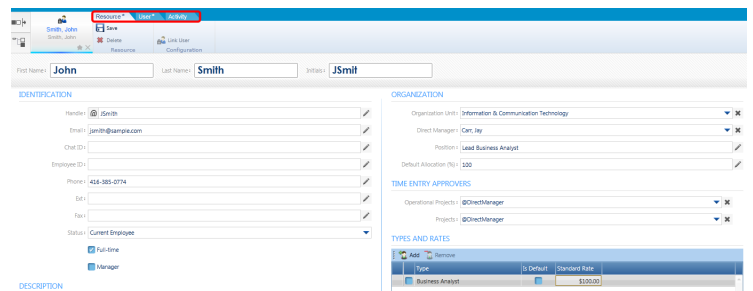 Resource* User* Activity
Smith, John
Smith, John
Save
Delete
Link User
Resource Configuration
First Name: John Last Name: Smith Initials: JSmit
IDENTIFICATION
Handle: @ JSmith
Email: jsmith@sample.com
Chat ID:
Employee ID:
Phone: 416-385-0774
Ext:
Fax:
Status: Current Employee
Full-time
Manager
DESCRIPTION
ORGANIZATION
Organization Unit: Information & Communication Technology
Direct Manager: Carr, Jay
Position: Lead Business Analyst
Default Allocation (%): 100
TIME ENTRY APPROVERS
Operational Projects: @DirectManager
Projects: @DirectManager
TYPES AND RATES
Add Remove
Type Is Default Standard Rate
Business Analyst $100.00